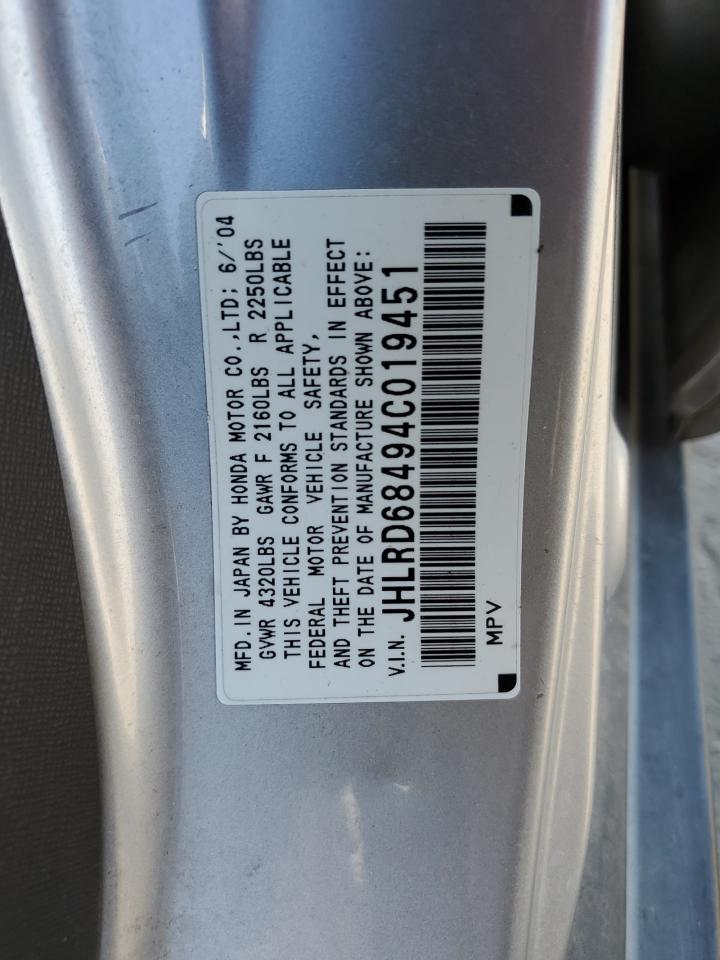 MFD. IN JAPAN BY HONDA MOTOR CO.,LTD: 6/'04
GVWR 4320LBS GAWR F 2160LBS R 2250LBS
THIS VEHICLE CONFORMS TO ALL APPLICABLE
FEDERAL MOTOR VEHICLE SAFETY,
AND THEFT PREVENTION STANDARDS IN EFFECT
ON THE DATE OF MANUFACTURE SHOWN ABOVE:
V.I.N. JHLRD68494C019451
MPV